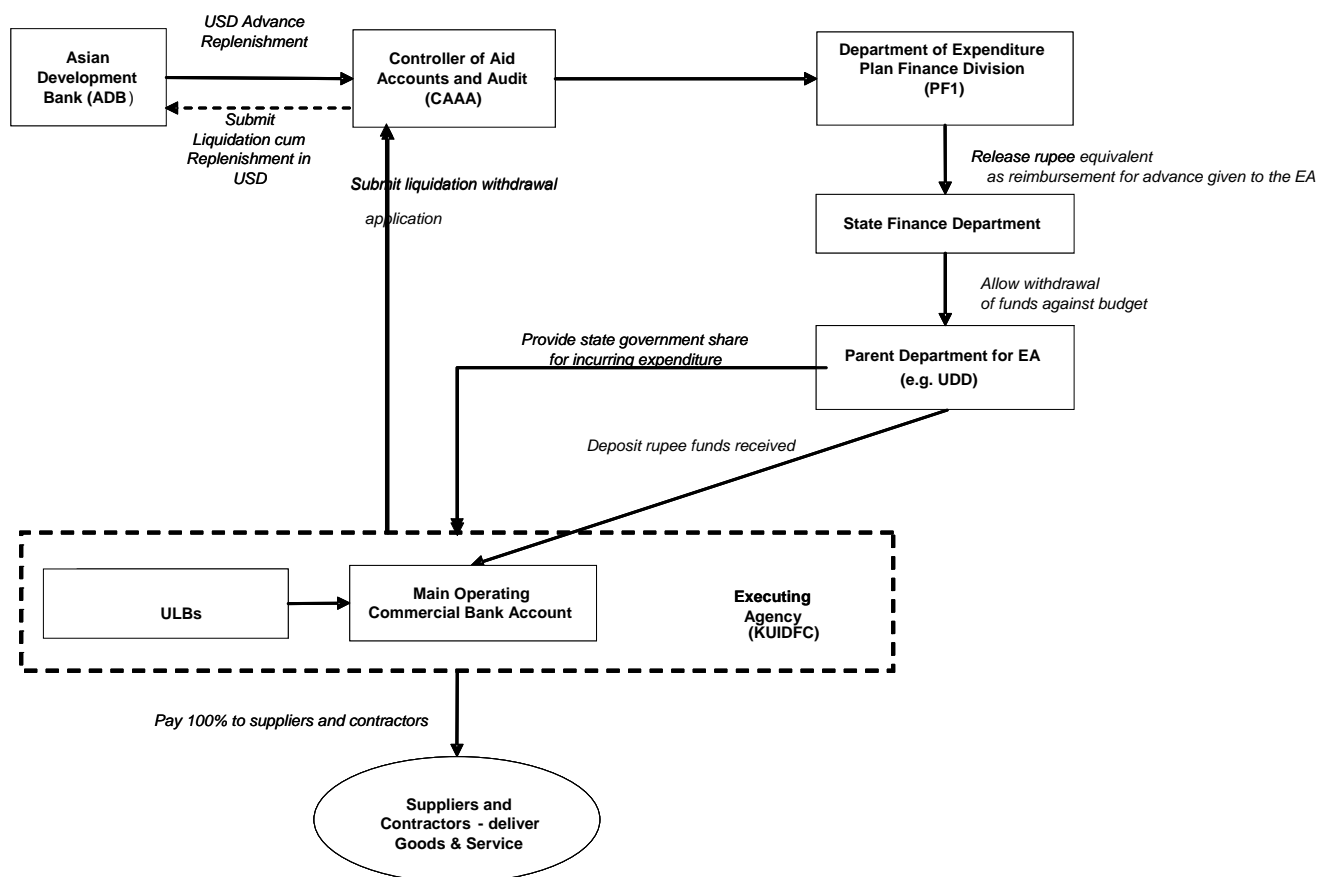 USD Advance
Replenishment
Asian
Development
Bank (ADB)
Controller of Aid
Accounts and Audit
(CAAA)
Department of Expenditure
Plan Finance Division
(PF1)
Submit
Liquidation cum
Replenishment in
USD
Submit liquidation withdrawal
application
Release rupee equivalent
as reimbursement for advance given to the EA
State Finance Department
Allow withdrawal
of funds against budget
Provide state government share
for incurring expenditure
Parent Department for EA
(e.g. UDD)
Deposit rupee funds received
ULBs
Main Operating
Commercial Bank Account
Executing
Agency
(KUIDFC)
Pay 100% to suppliers and contractors
Suppliers and
Contractors - deliver
Goods & Service